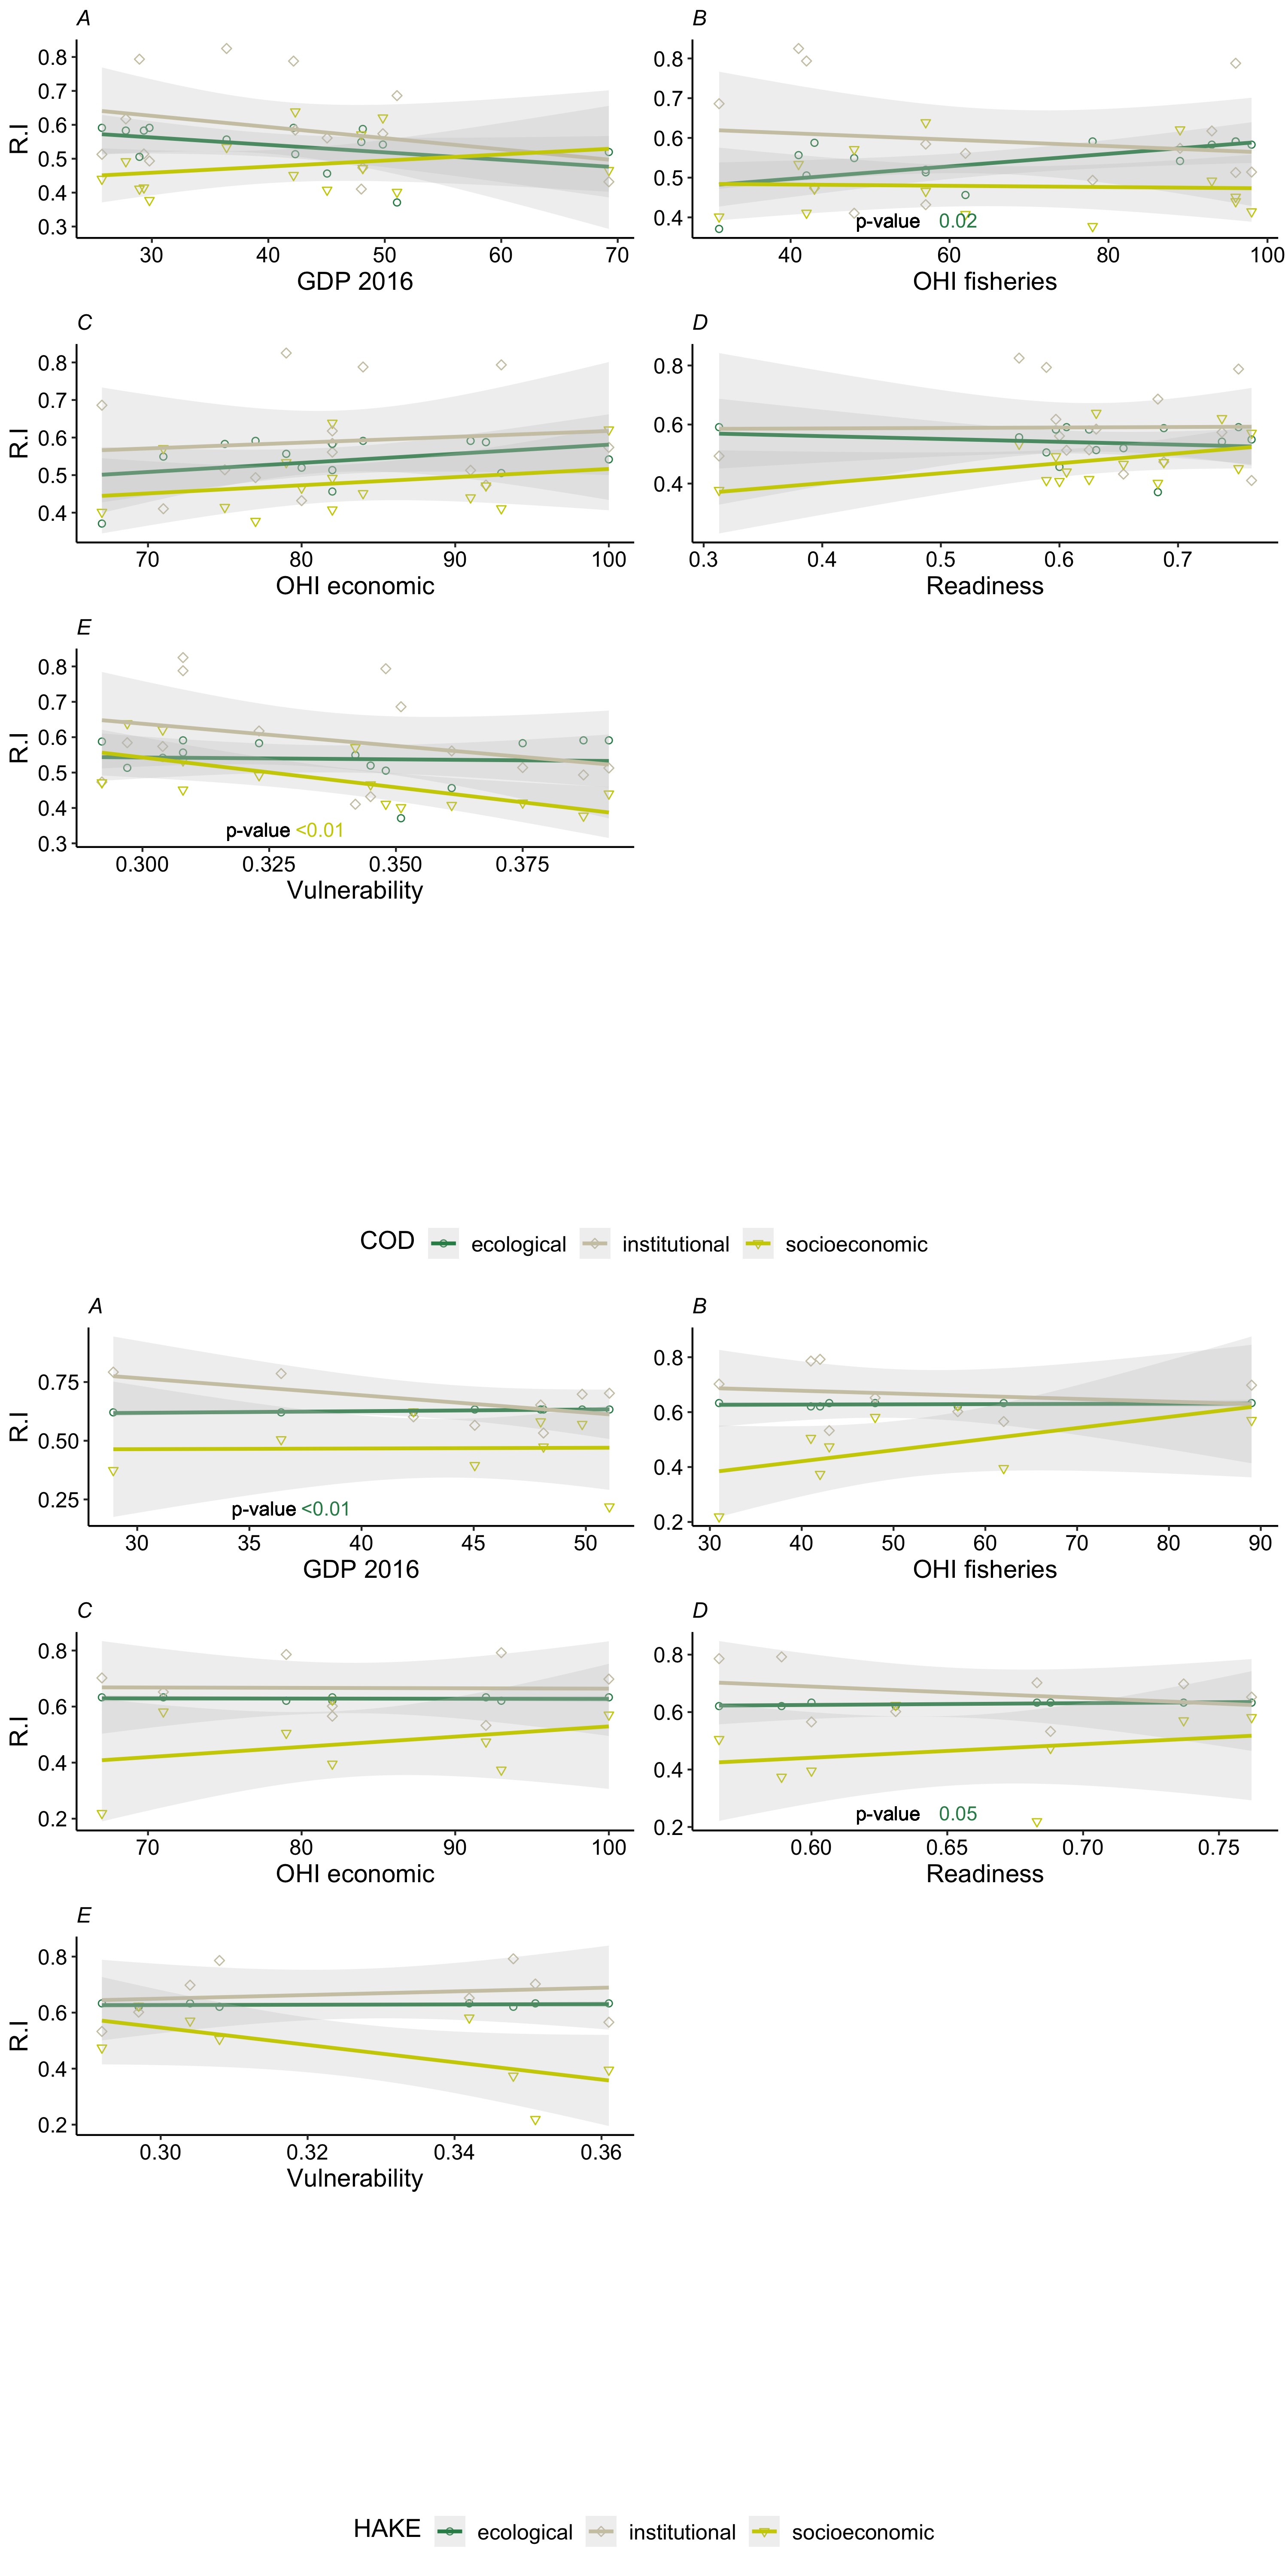 A
R.I
0.8
0.7
0.6
0.5
0.4
0.3
30 40 50 60 70
GDP 2016
B
0.8
0.7
0.6
0.5
0.4
p-value 0.02
40 60 80 100
OHI fisheries
C
R.I
0.8
0.7
0.6
0.5
0.4
70 80 90 100
OHI economic
D
0.8
0.6
0.4
0.3 0.4 0.5 0.6 0.7
Readiness
E
R.I
0.8
0.7
0.6
0.5
0.4
0.3
p-value <0.01
0.300 0.325 0.350 0.375
Vulnerability
COD ecological institutional socioeconomic
A
R.I
0.75
0.50
0.25
p-value <0.01
30 35 40 45 50
GDP 2016
B
0.8
0.6
0.4
0.2
30 40 50 60 70 80 90
OHI fisheries
C
R.I
0.8
0.6
0.4
0.2
70 80 90 100
OHI economic
D
0.8
0.6
0.4
0.2
p-value 0.05
0.60 0.65 0.70 0.75
Readiness
E
R.I
0.8
0.6
0.4
0.2
0.30 0.32 0.34 0.36
Vulnerability
HAKE ecological institutional socioeconomic